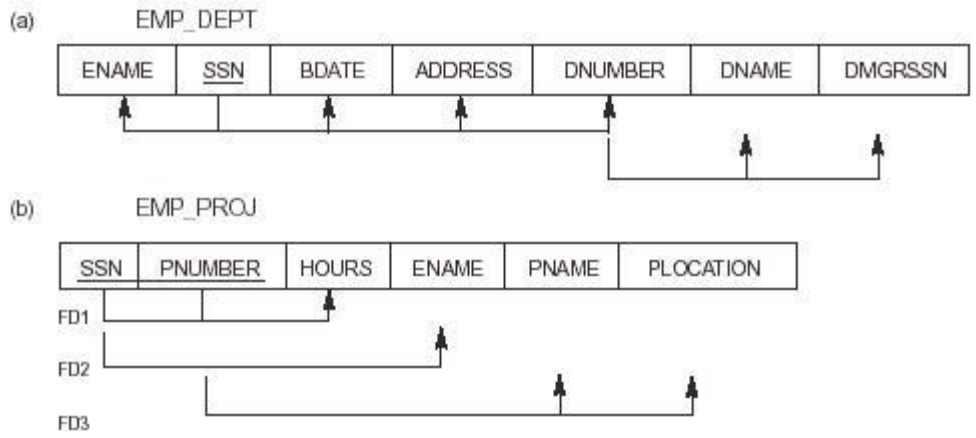 (a) EMP_DEPT
ENAME SSN BDATE ADDRESS DNUMBER DNAME DMGRSSN
(b) EMP_PROJ
SSN PNUMBER HOURS ENAME PNAME PLOCATION
FD1
FD2
FD3